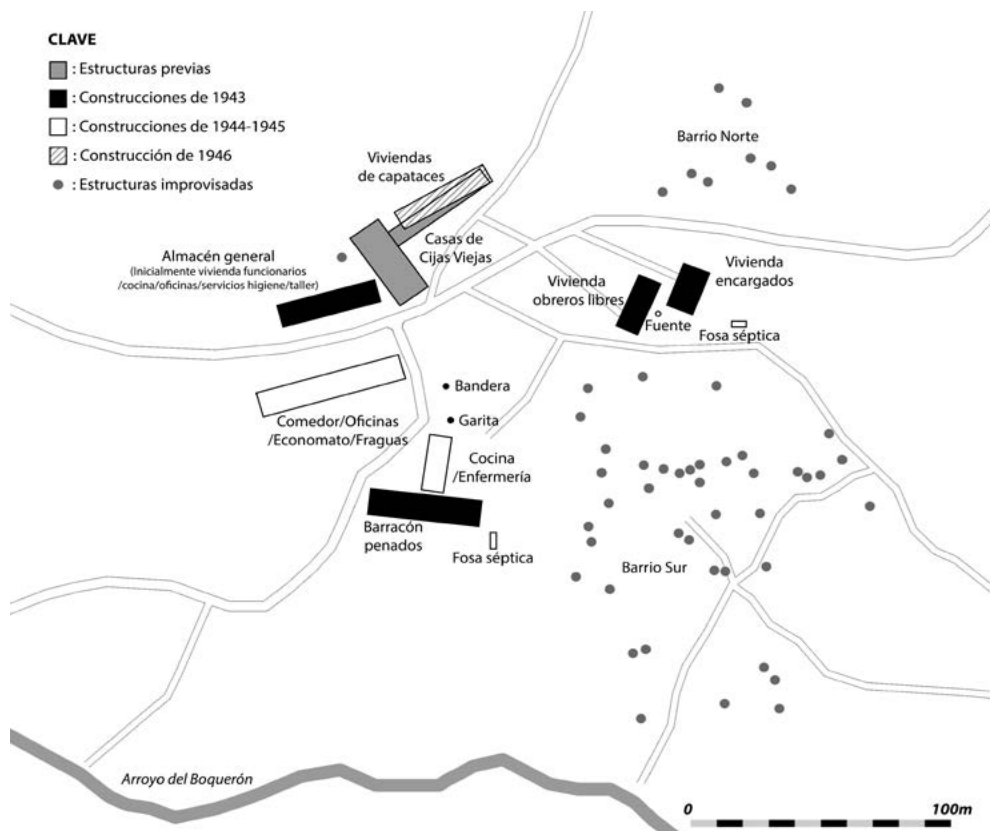 CLAVE
: Estructuras previas
: Construcciones de 1943
: Construcciones de 1944-1945
: Construcción de 1946
: Estructuras improvisadas
Barrio Norte
Viviendas
de capataces
Casas de
Cijas Viejas
Almacén general
(Inicialmente vivienda funcionarios
/cocina/oficinas/servicios higiene/taller)
Vivienda
encargados
Vivienda
obreros libres
Fuente
Fosa séptica
Bandera
Garita
Comedor/Oficinas
/Economato/Fraguas
Cocina
/Enfermería
Barracón
penados
Fosa séptica
Barrio Sur
Arroyo del Boquerón
0 100m